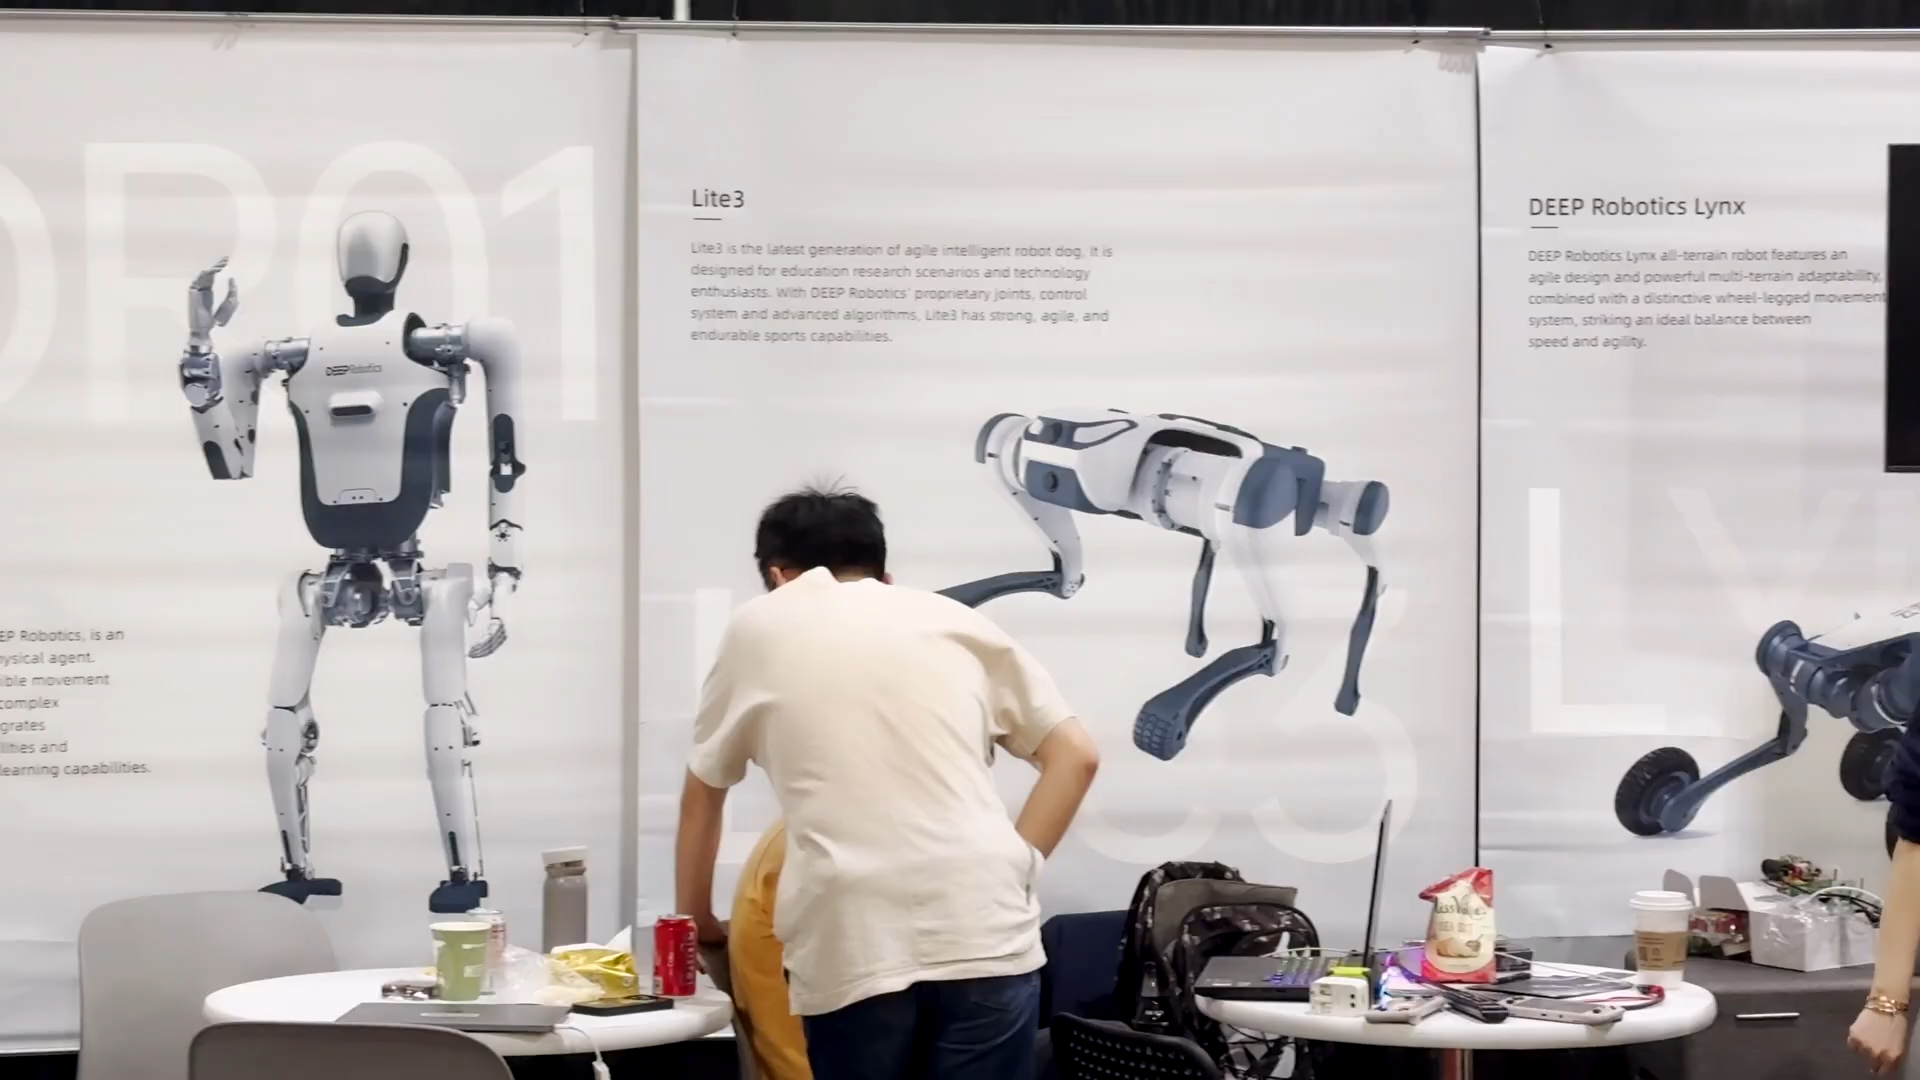 DR01
DEEP Robotics
EP Robotics, is an
hysical agent.
ible movement
complex
grates
ilities and
learning capabilities.
Lite3
Lite3 is the latest generation of agile intelligent robot dog, It is
designed for education research scenarios and technology
enthusiasts. With DEEP Robotics' proprietary joints, control
system and advanced algorithms, Lite3 has strong, agile, and
endurable sports capabilities.
DEEP Robotics Lynx
DEEP Robotics Lynx all-terrain robot features an
agile design and powerful multi-terrain adaptability,
combined with a distinctive wheel-legged movement
system, striking an ideal balance between
speed and agility.